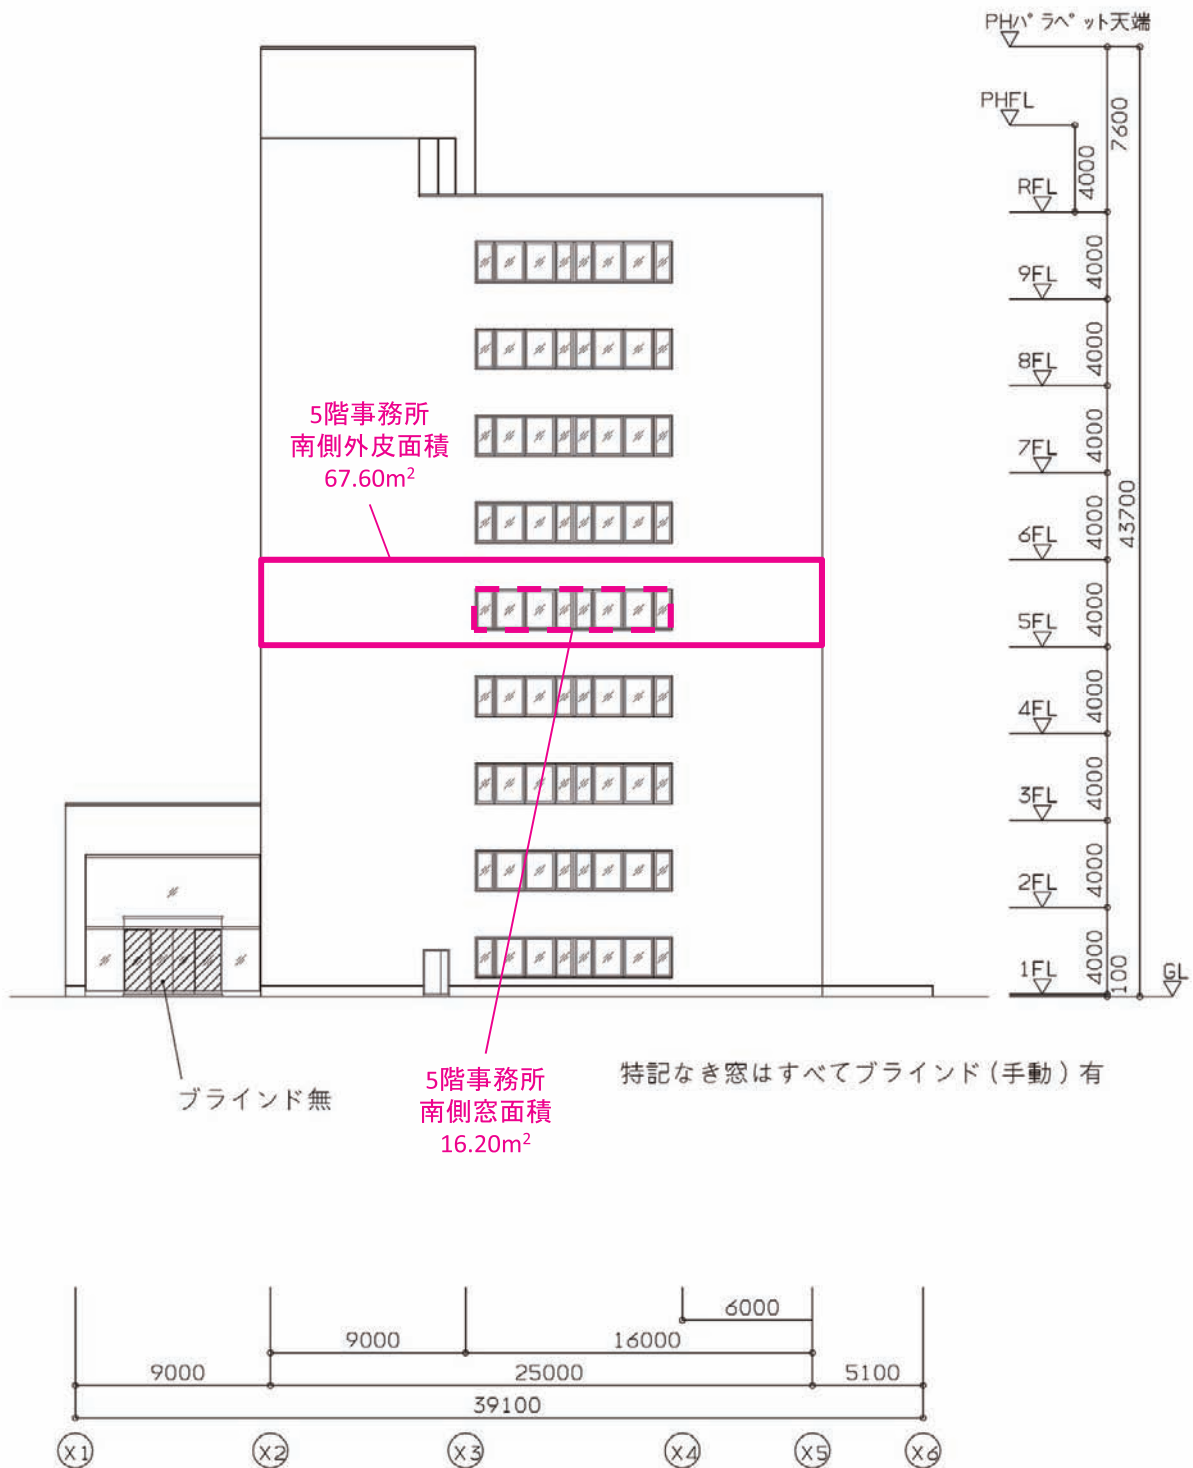 PHパラペット天端
PHFL
7600
4000
RFL
4000
9FL
4000
8FL
4000
7FL
4000
6FL
43700
4000
5FL
4000
4FL
4000
3FL
4000
2FL
4000
1FL
100
GL
5階事務所
南側外皮面積
67.60m²
5階事務所
南側窓面積
16.20m²
ブラインド無
特記なき窓はすべてブラインド(手動)有
6000
9000
16000
9000
25000
5100
39100
X1
X2
X3
X4
X5
X6